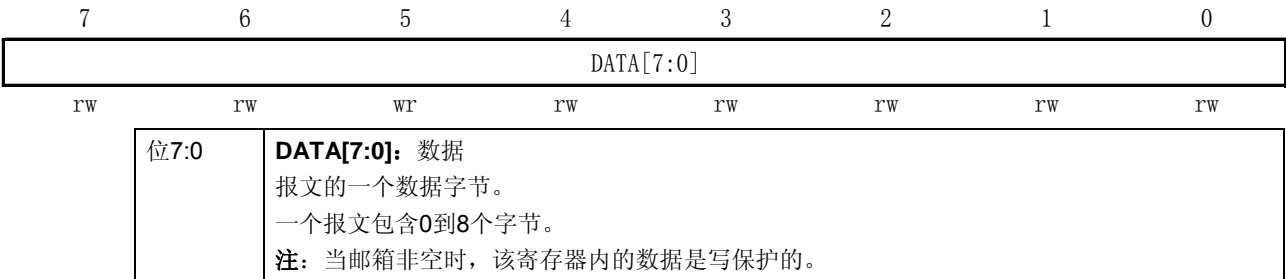 7 6 5 4 3 2 1 0
DATA[7:0]
rw rw wr rw rw rw rw rw
位7:0 DATA[7:0]：数据
报文的一个数据字节。
一个报文包含0到8个字节。
注：当邮箱非空时，该寄存器内的数据是写保护的。